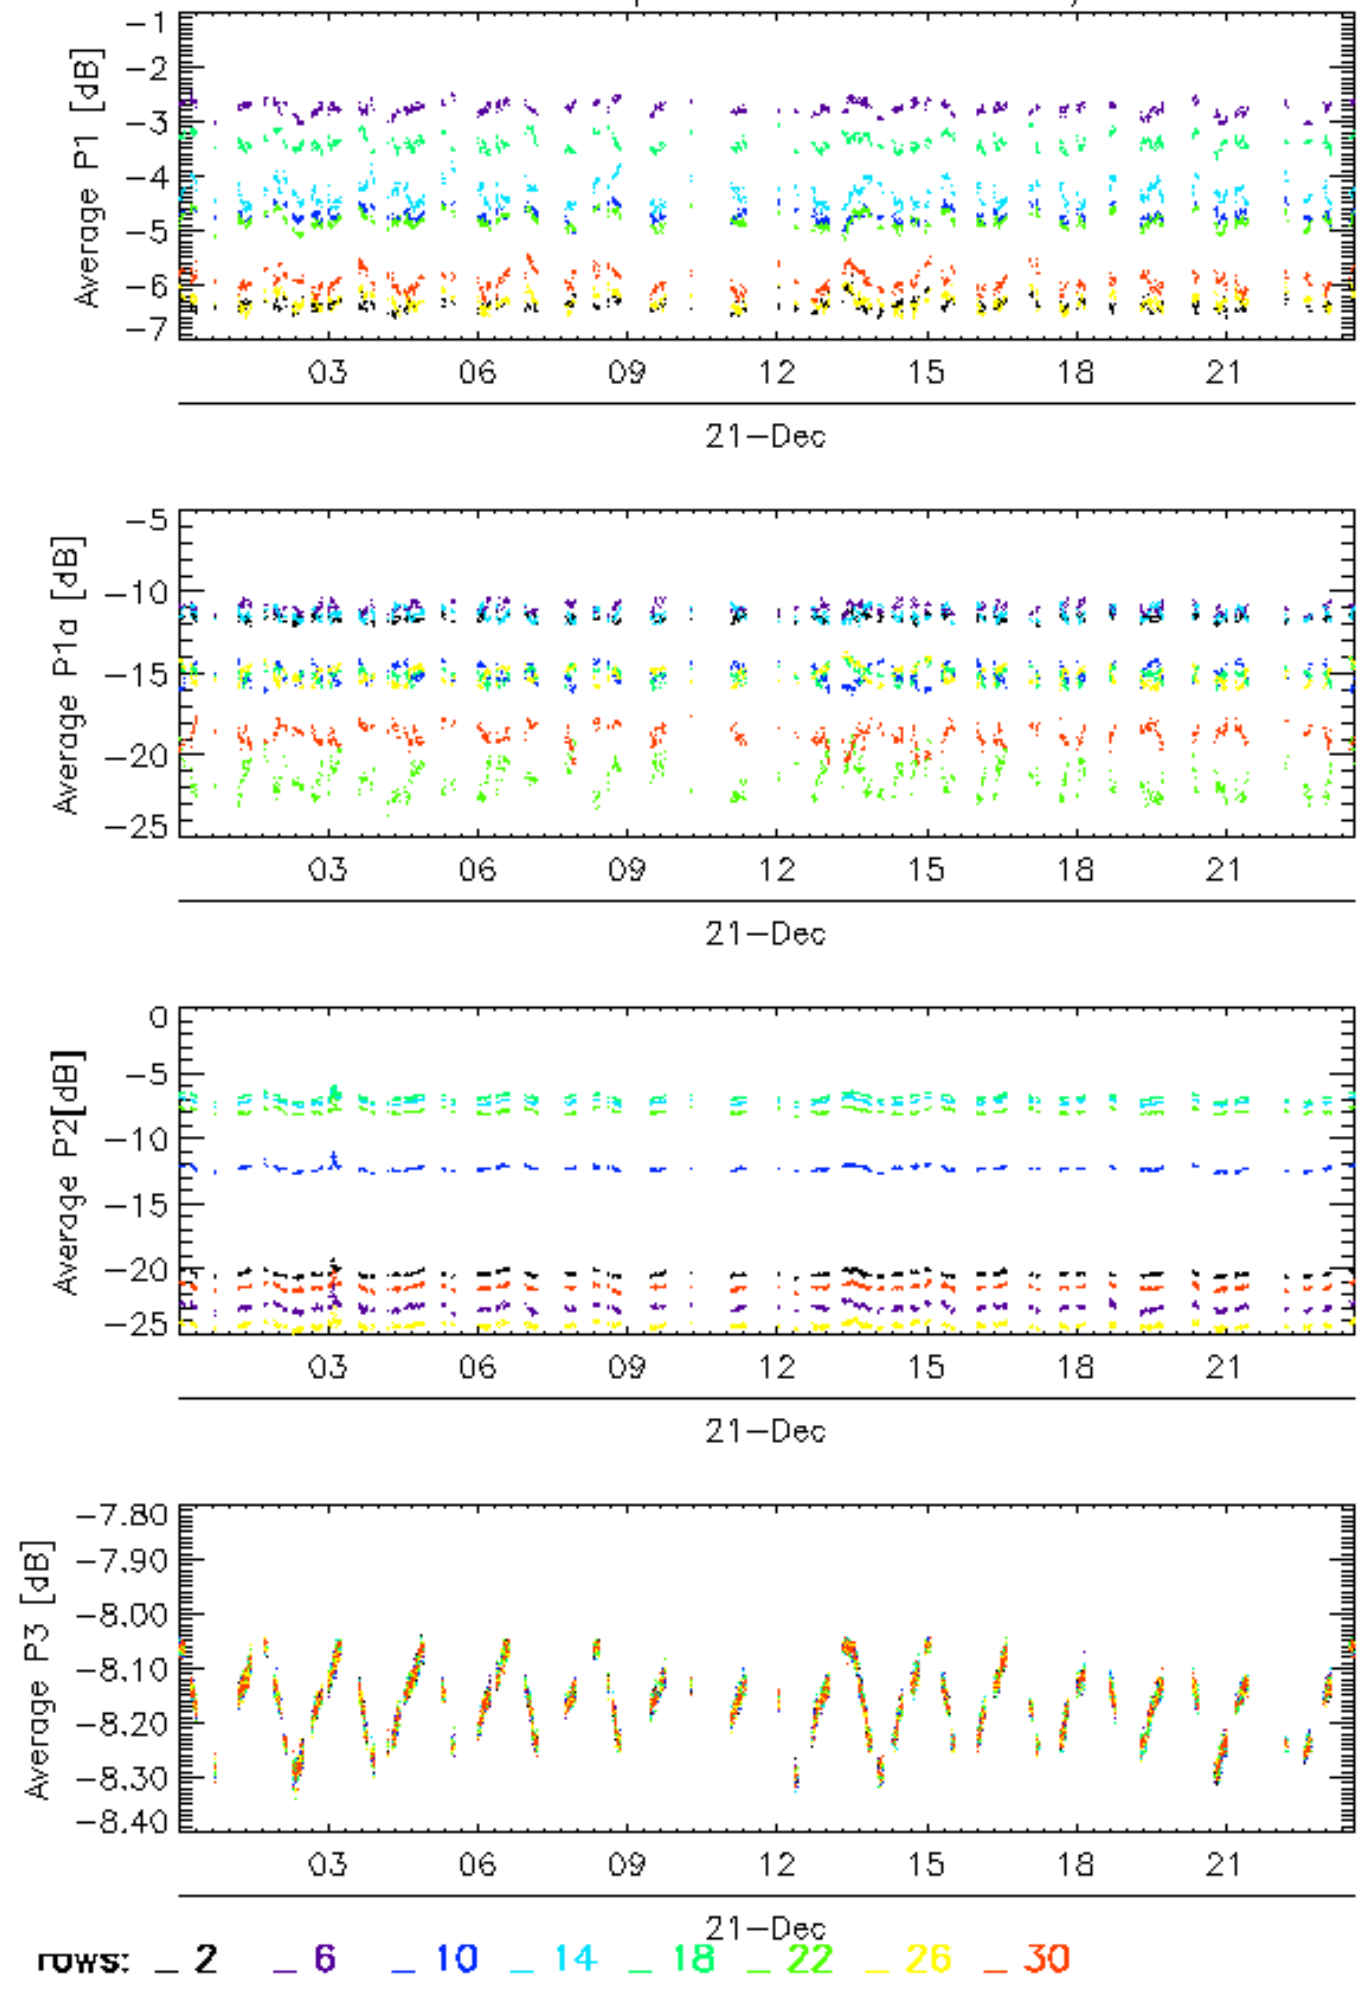 Average P1 [dB]
-1
-2
-3
-4
-5
-6
-7
03 06 09 12 15 18 21
21-Dec
Average P1a [dB]
-5
-10
-15
-20
-25
03 06 09 12 15 18 21
21-Dec
Average P2[dB]
0
-5
-10
-15
-20
-25
03 06 09 12 15 18 21
21-Dec
Average P3 [dB]
-7.80
-7.90
-8.00
-8.10
-8.20
-8.30
-8.40
03 06 09 12 15 18 21
21-Dec
rows: _ 2 _ 6 _ 10 _ 14 _ 18 _ 22 _ 26 _ 30